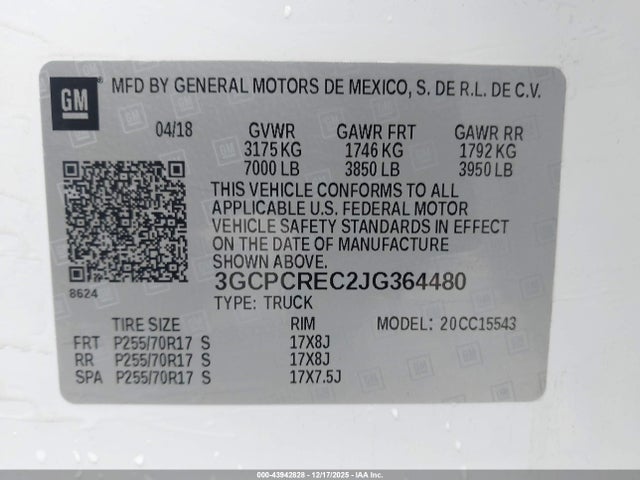 GM MFD BY GENERAL MOTORS DE MEXICO, S. DE R.L. DE C.V.
04/18 GVWR GAWR FRT GAWR RR
3175 KG 1746 KG 1792 KG
7000 LB 3850 LB 3950 LB
THIS VEHICLE CONFORMS TO ALL
APPLICABLE U.S. FEDERAL MOTOR
VEHICLE SAFETY STANDARDS IN EFFECT
ON THE DATE OF MANUFACTURE
SHOWN ABOVE.
8624 3GCPCREC2JG364480
TYPE: TRUCK
TIRE SIZE RIM MODEL: 20CC15543
FRT P255/70R17 S 17X8J
RR P255/70R17 S 17X8J
SPA P255/70R17 S 17X7.5J
000-43942628 - 12/17/2025 - IAA, Inc.